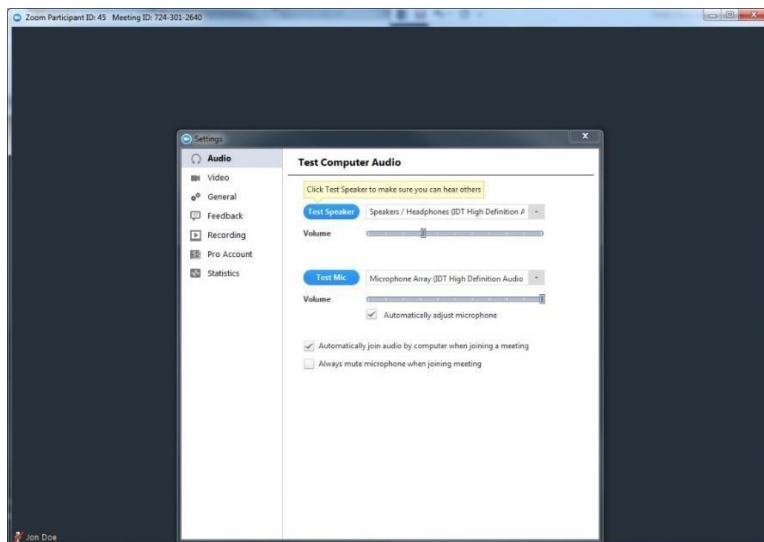 Zoom Participant ID: 45 Meeting ID: 724-301-2640
Settings
Audio
Video
General
Feedback
Recording
Pro Account
Statistics
Test Computer Audio
Click Test Speaker to make sure you can hear others
Test Speaker
Speakers / Headphones (IDT High Definition A
Volume
Test Mic
Microphone Array (IDT High Definition Audio
Volume
Automatically adjust microphone
Automatically join audio by computer when joining a meeting
Always mute microphone when joining meeting
Jon Doe